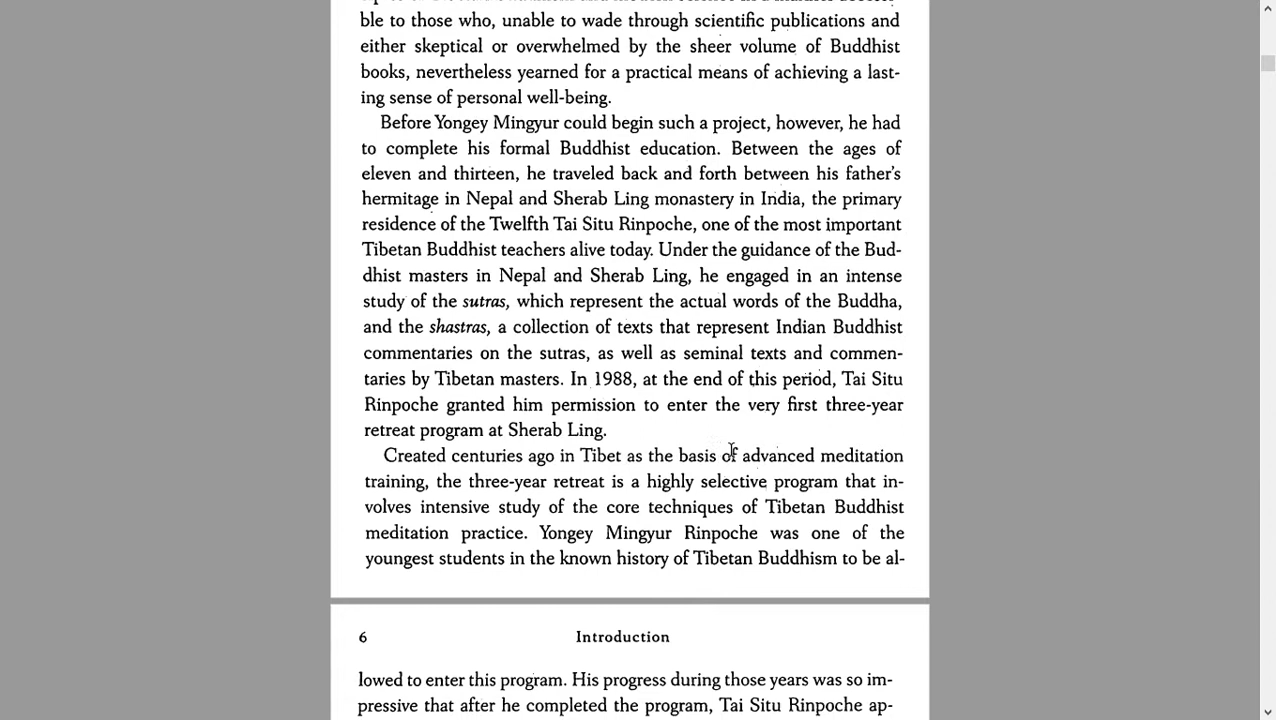 ble to those who, unable to wade through scientific publications and
either skeptical or overwhelmed by the sheer volume of Buddhist
books, nevertheless yearned for a practical means of achieving a last-
ing sense of personal well-being.
Before Yongey Mingyur could begin such a project, however, he had
to complete his formal Buddhist education. Between the ages of
eleven and thirteen, he traveled back and forth between his father's
hermitage in Nepal and Sherab Ling monastery in India, the primary
residence of the Twelfth Tai Situ Rinpoche, one of the most important
Tibetan Buddhist teachers alive today. Under the guidance of the Bud-
dhist masters in Nepal and Sherab Ling, he engaged in an intense
study of the sutras, which represent the actual words of the Buddha,
and the shastras, a collection of texts that represent Indian Buddhist
commentaries on the sutras, as well as seminal texts and commen-
taries by Tibetan masters. In 1988, at the end of this period, Tai Situ
Rinpoche granted him permission to enter the very first three-year
retreat program at Sherab Ling.
Created centuries ago in Tibet as the basis of advanced meditation
training, the three-year retreat is a highly selective program that in-
volves intensive study of the core techniques of Tibetan Buddhist
meditation practice. Yongey Mingyur Rinpoche was one of the
youngest students in the known history of Tibetan Buddhism to be al-
6 Introduction
lowed to enter this program. His progress during those years was so im-
pressive that after he completed the program, Tai Situ Rinpoche ap-